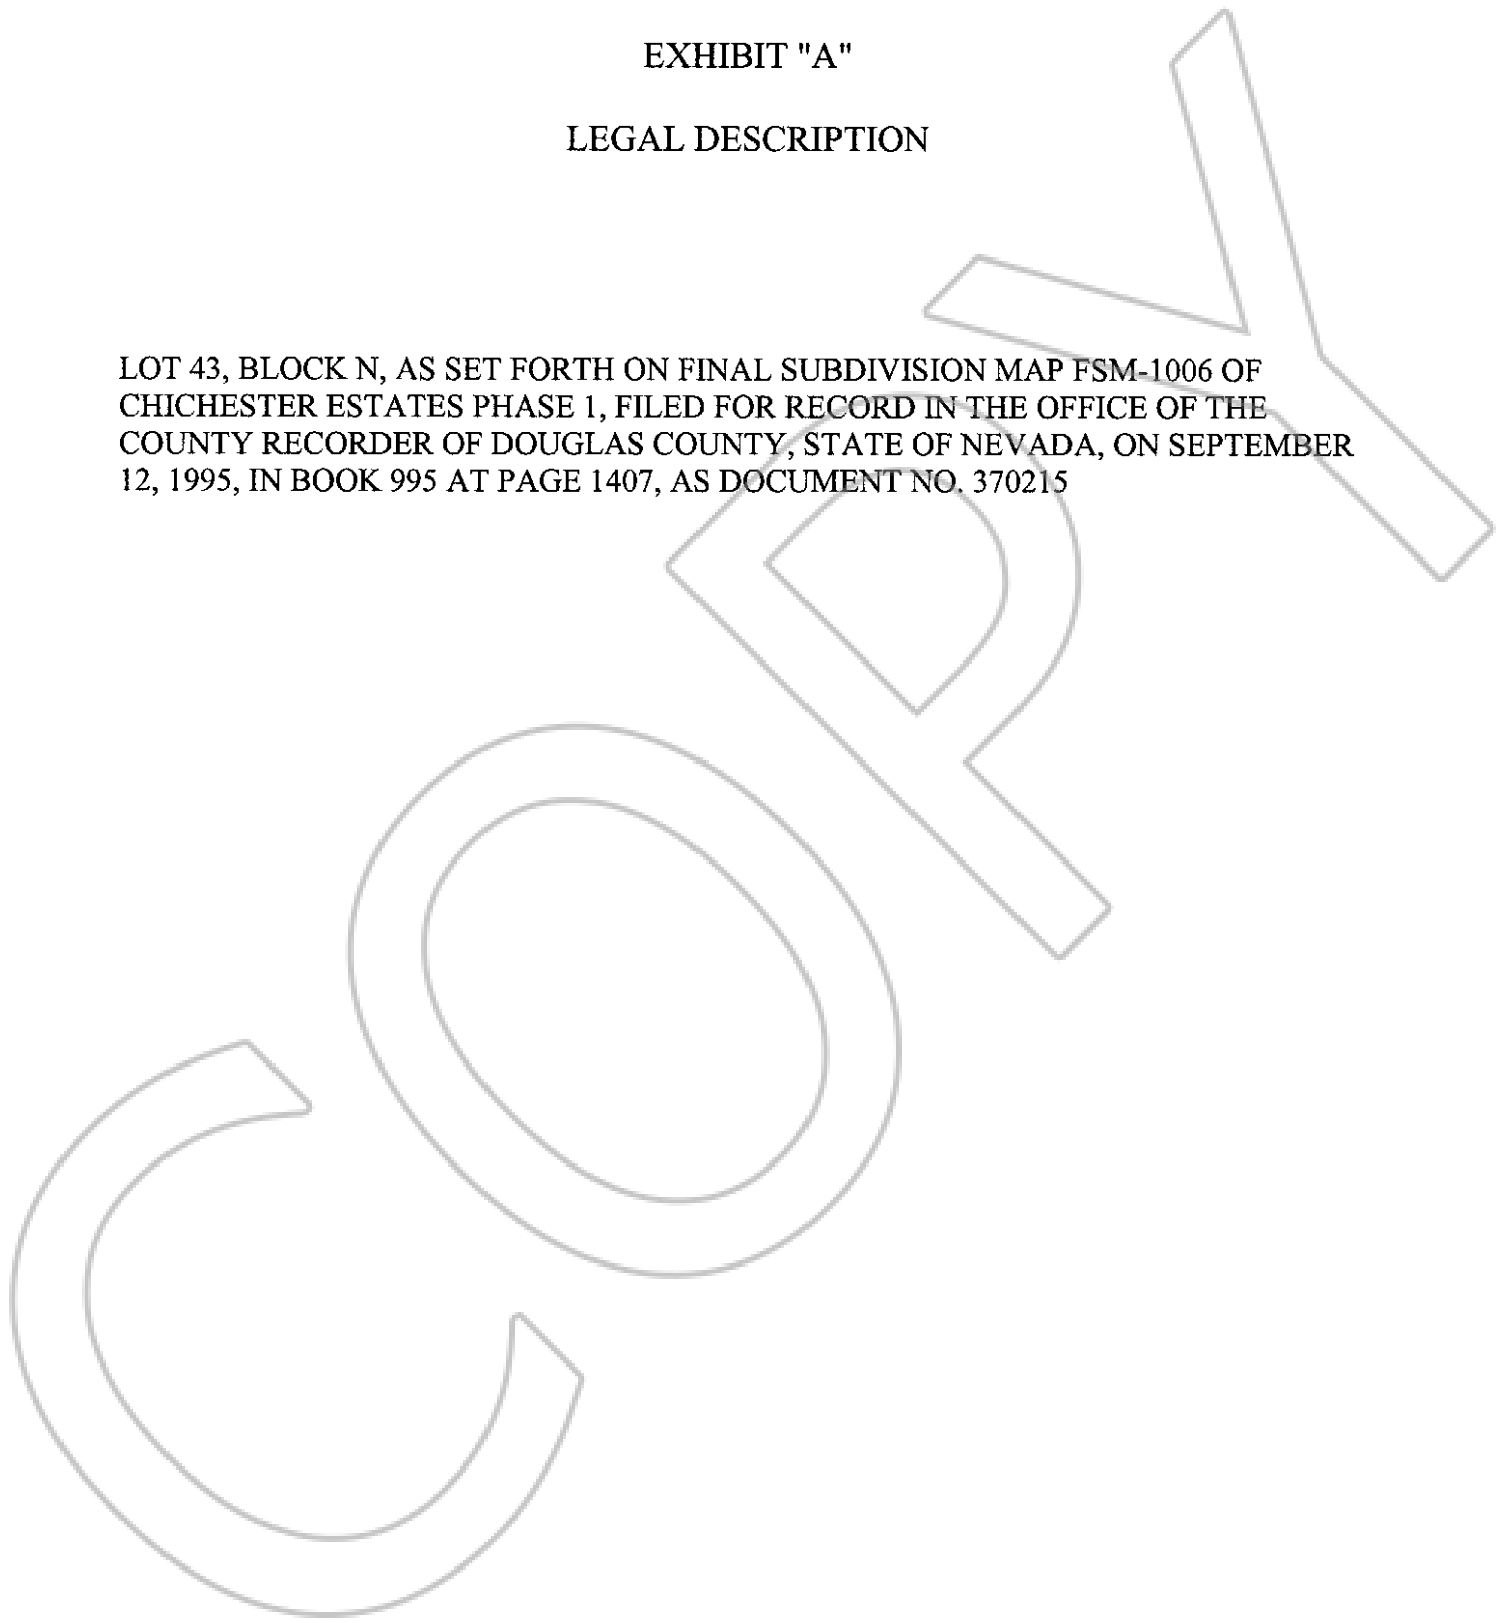 EXHIBIT "A"
LEGAL DESCRIPTION
LOT 43, BLOCK N, AS SET FORTH ON FINAL SUBDIVISION MAP FSM-1006 OF
CHICHESTER ESTATES PHASE 1, FILED FOR RECORD IN THE OFFICE OF THE
COUNTY RECORDER OF DOUGLAS COUNTY, STATE OF NEVADA, ON SEPTEMBER
12, 1995, IN BOOK 995 AT PAGE 1407, AS DOCUMENT NO. 370215
COPY